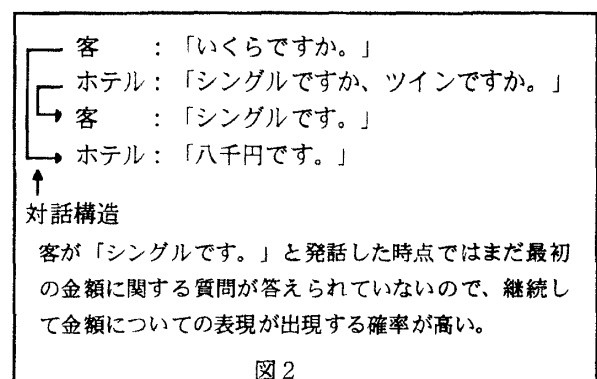 客　　：「いくらですか。」
ホテル：「シングルですか、ツインですか。」
客　　：「シングルです。」
ホテル：「八千円です。」
対話構造
客が「シングルです。」と発話した時点ではまだ最初
の金額に関する質問が答えられていないので、継続し
て金額についての表現が出現する確率が高い。
図２